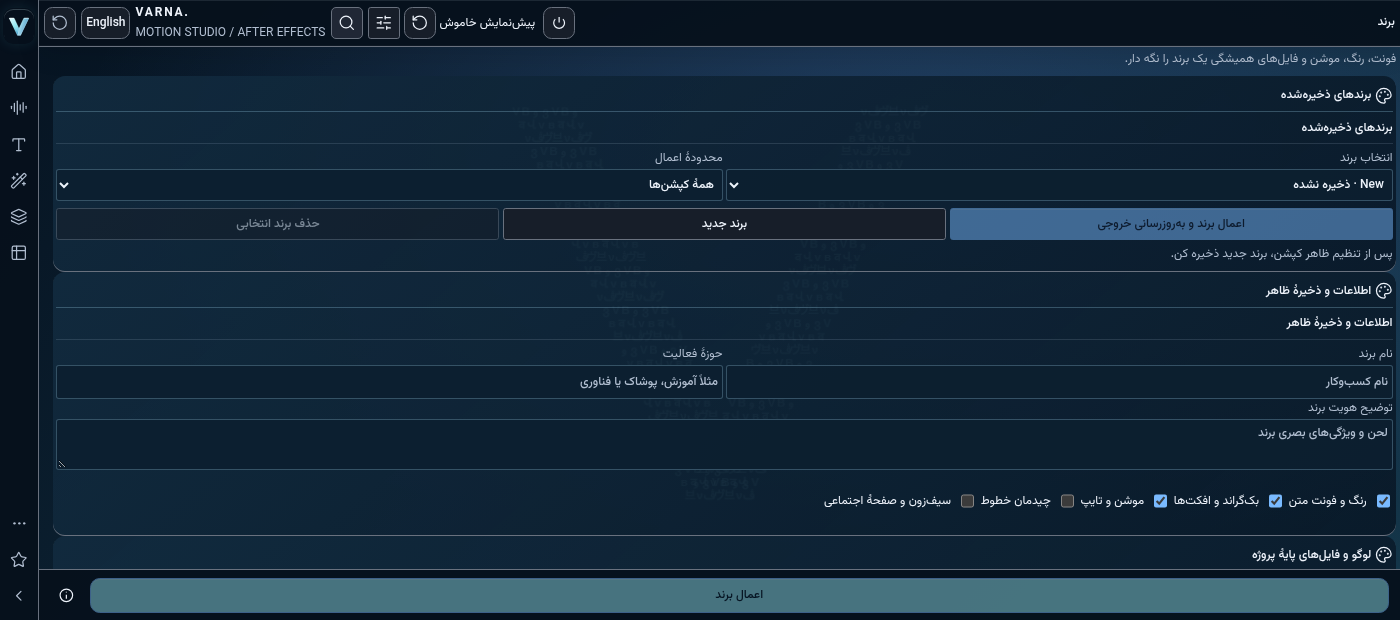 برند
پیش‌نمایش خاموش
VARNA.
MOTION STUDIO / AFTER EFFECTS
English
فونت، رنگ، موشن و فایل‌های همیشگی یک برند را نگه دار.
برندهای ذخیره‌شده
برندهای ذخیره‌شده
انتخاب برند
محدودهٔ اعمال
New · ذخیره نشده
همهٔ کپشن‌ها
اعمال برند و به‌روزرسانی خروجی
برند جدید
حذف برند انتخابی
پس از تنظیم ظاهر کپشن، برند جدید ذخیره کن.
اطلاعات و ذخیرهٔ ظاهر
اطلاعات و ذخیرهٔ ظاهر
نام برند
حوزهٔ فعالیت
نام کسب‌وکار
مثلاً آموزش، پوشاک یا فناوری
توضیح هویت برند
لحن و ویژگی‌های بصری برند
رنگ و فونت متن
بک‌گراند و افکت‌ها
موشن و تایپ
چیدمان خطوط
سیف‌زون و صفحهٔ اجتماعی
لوگو و فایل‌های پایهٔ پروژه
اعمال برند